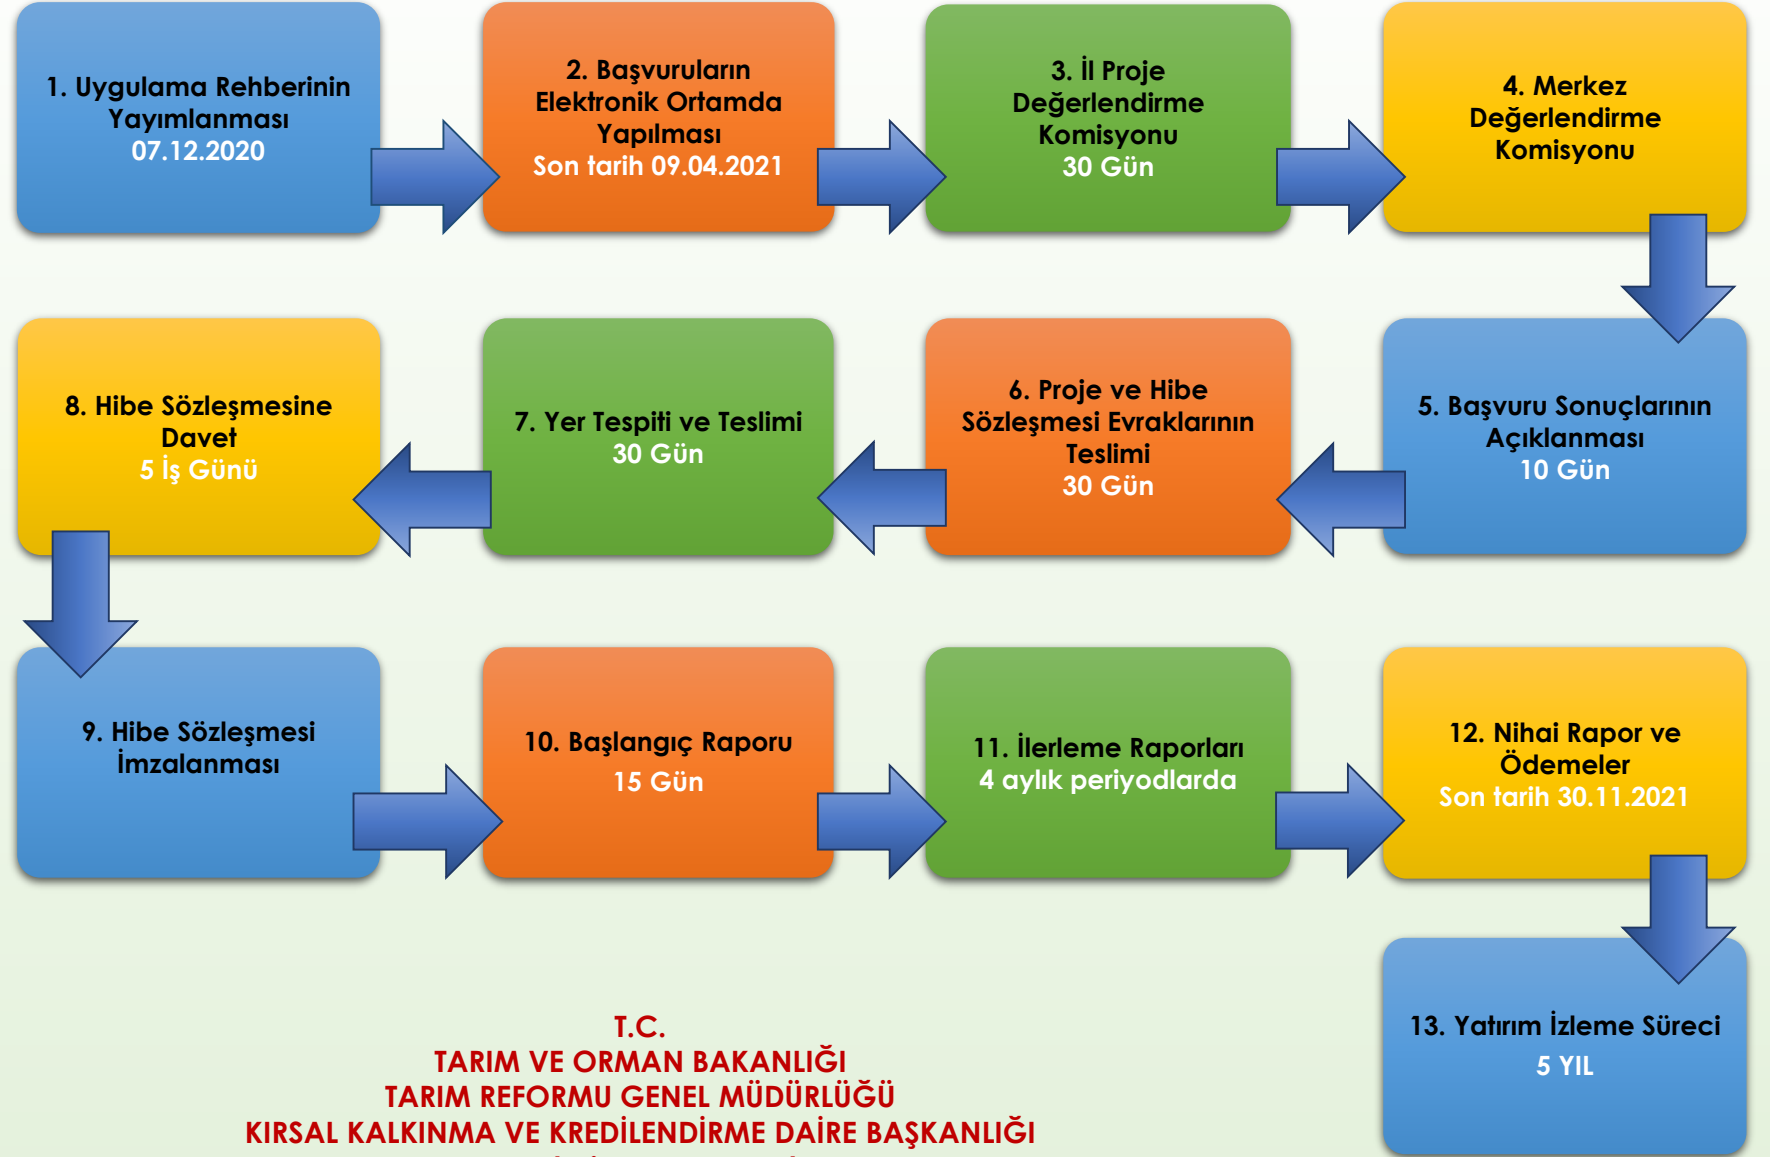 1. Uygulama Rehberinin
Yayımlanması
07.12.2020
2. Başvuruların
Elektronik Ortamda
Yapılması
Son tarih 09.04.2021
3. İl Proje
Değerlendirme
Komisyonu
30 Gün
4. Merkez
Değerlendirme
Komisyonu
5. Başvuru Sonuçlarının
Açıklanması
10 Gün
6. Proje ve Hibe
Sözleşmesi Evraklarının
Teslimi
30 Gün
7. Yer Tespiti ve Teslimi
30 Gün
8. Hibe Sözleşmesine
Davet
5 İş Günü
9. Hibe Sözleşmesi
İmzalanması
10. Başlangıç Raporu
15 Gün
11. İlerleme Raporları
4 aylık periyodlarda
12. Nihai Rapor ve
Ödemeler
Son tarih 30.11.2021
13. Yatırım İzleme Süreci
5 YIL
T.C.
TARIM VE ORMAN BAKANLIĞI
TARIM REFORMU GENEL MÜDÜRLÜĞÜ
KIRSAL KALKINMA VE KREDİLENDİRME DAİRE BAŞKANLIĞI